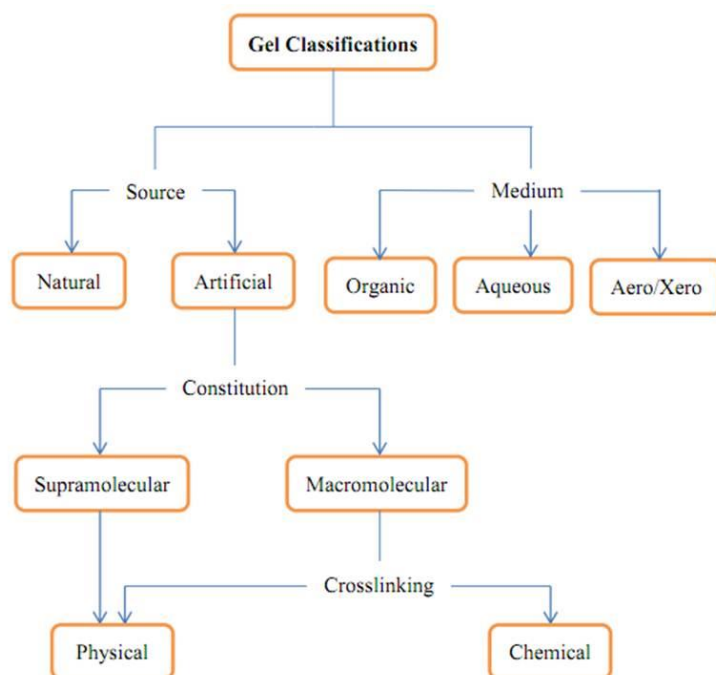 Gel Classifications
Source
Medium
Natural
Artificial
Organic
Aqueous
Aero/Xero
Constitution
Supramolecular
Macromolecular
Crosslinking
Physical
Chemical